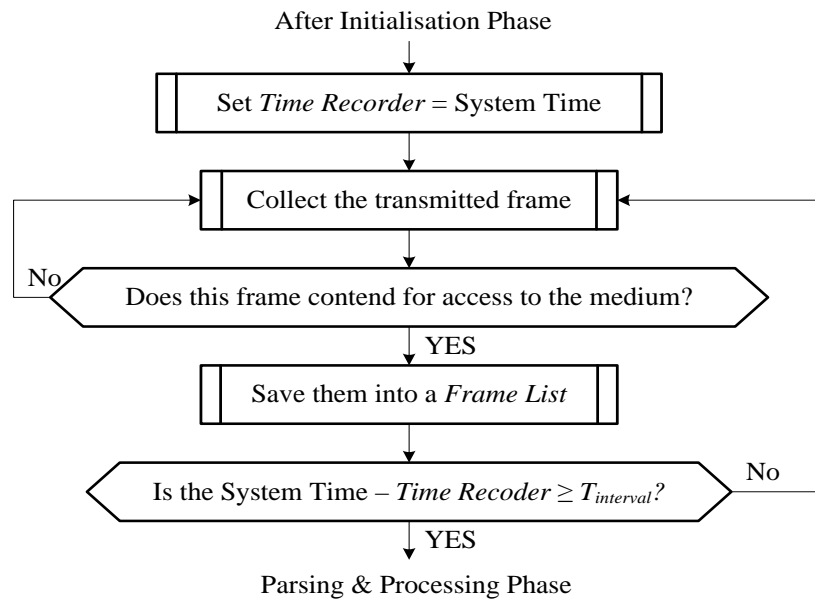 After Initialisation Phase
Set Time Recorder = System Time
Collect the transmitted frame
No
Does this frame contend for access to the medium?
YES
Save them into a Frame List
Is the System Time – Time Recoder ≥ Tinterval?
No
YES
Parsing & Processing Phase